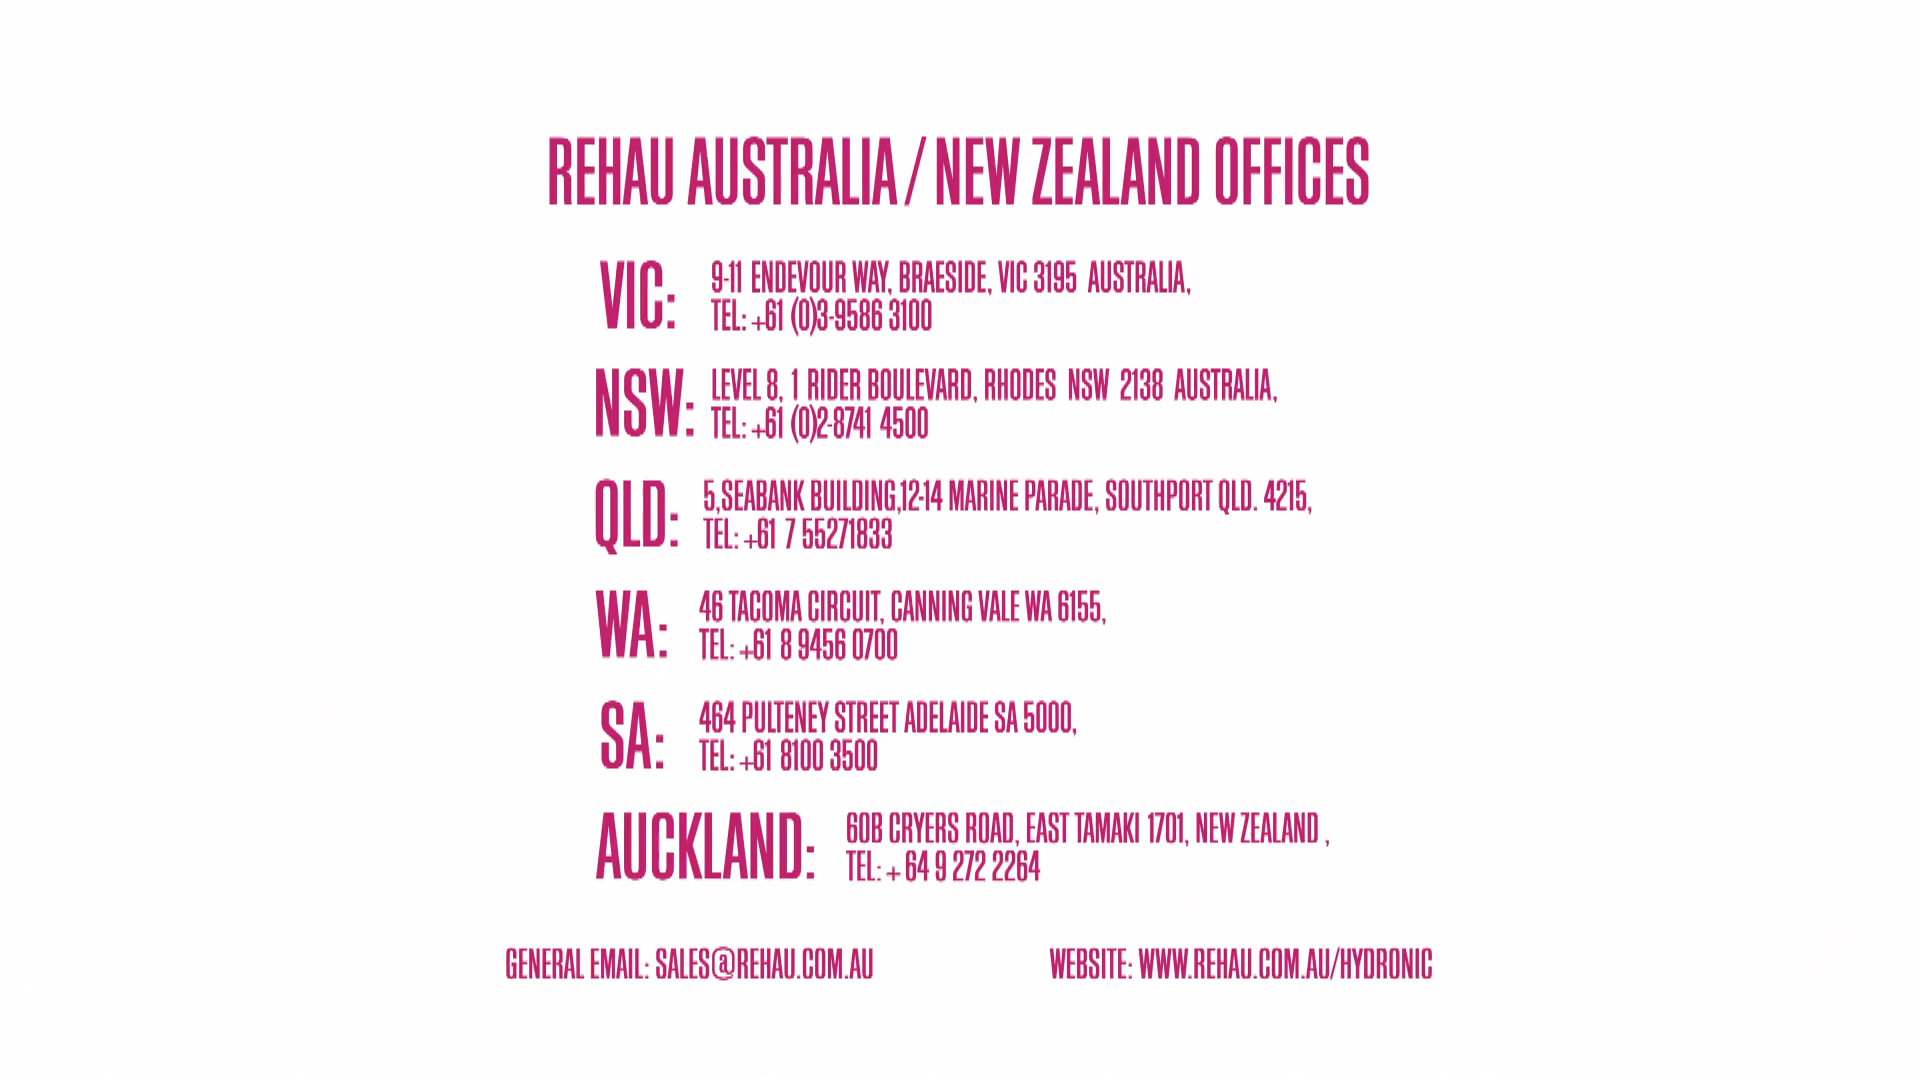 REHAU AUSTRALIA / NEW ZEALAND OFFICES
VIC: 9-11 ENDEVOUR WAY, BRAESIDE, VIC 3195 AUSTRALIA,
TEL: +61 (0)3-9586 3100
NSW: LEVEL 8, 1 RIDER BOULEVARD, RHODES NSW 2138 AUSTRALIA,
TEL: +61 (0)2-8741 4500
QLD: 5,SEABANK BUILDING,12-14 MARINE PARADE, SOUTHPORT QLD. 4215,
TEL: +61 7 55271833
WA: 46 TACOMA CIRCUIT, CANNING VALE WA 6155,
TEL: +61 8 9456 0700
SA: 464 PULTENEY STREET ADELAIDE SA 5000,
TEL: +61 8100 3500
AUCKLAND: 60B CRYERS ROAD, EAST TAMAKI 1701, NEW ZEALAND ,
TEL: + 64 9 272 2264
GENERAL EMAIL: SALES@REHAU.COM.AU WEBSITE: WWW.REHAU.COM.AU/HYDRONIC